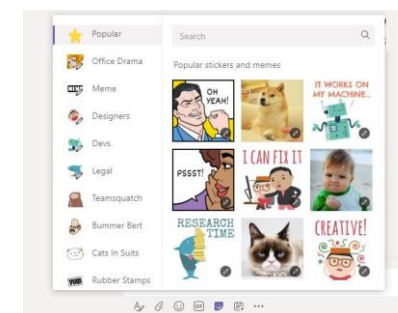 Popular
Office Drama
Meme
Designers
Devs
Legal
Teamsquatch
Bummer Bert
Cats In Suits
Rubber Stamps
Search
Popular stickers and memes
OH
YEAH!
IT WORKS ON
MY MACHINE...
PSSST!
I CAN FIX IT
RESEARCH
TIME
CREATIVE!